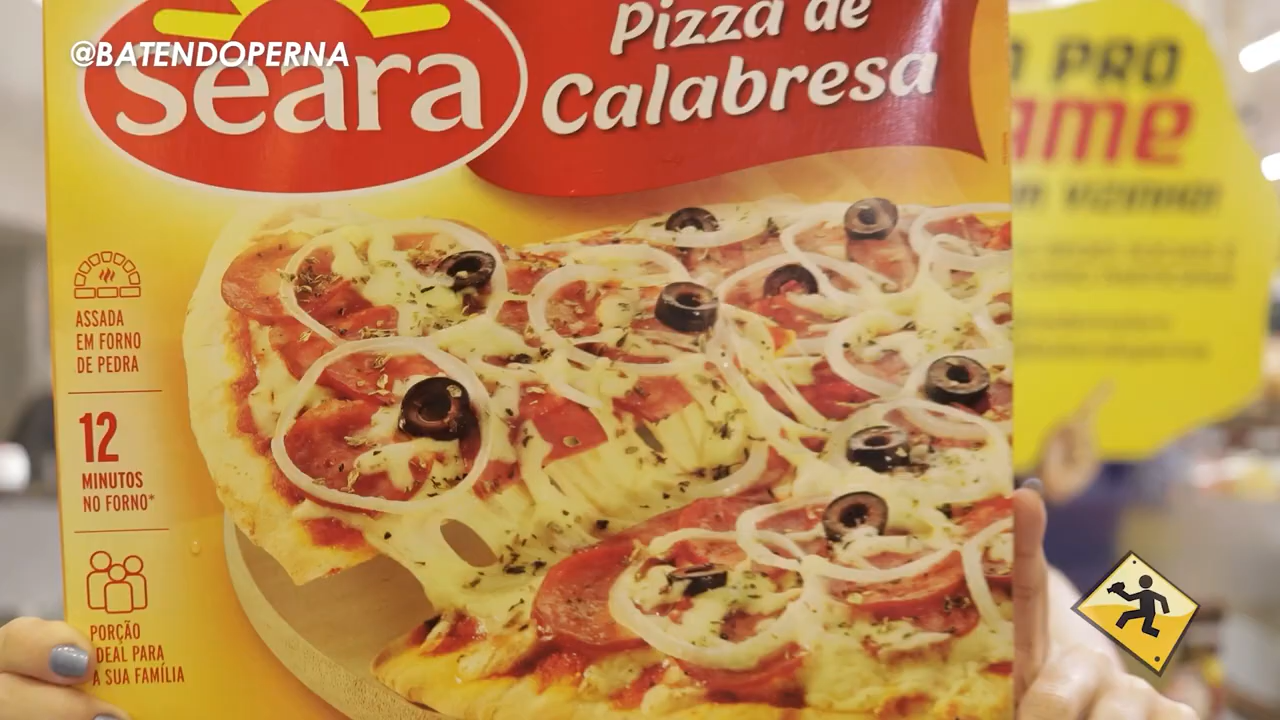 @BATENDOPERNA
Seara
Pizza de
Calabresa
ASSADA
EM FORNO
DE PEDRA
12
MINUTOS
NO FORNO*
PORÇÃO
IDEAL PARA
A SUA FAMÍLIA
PRO